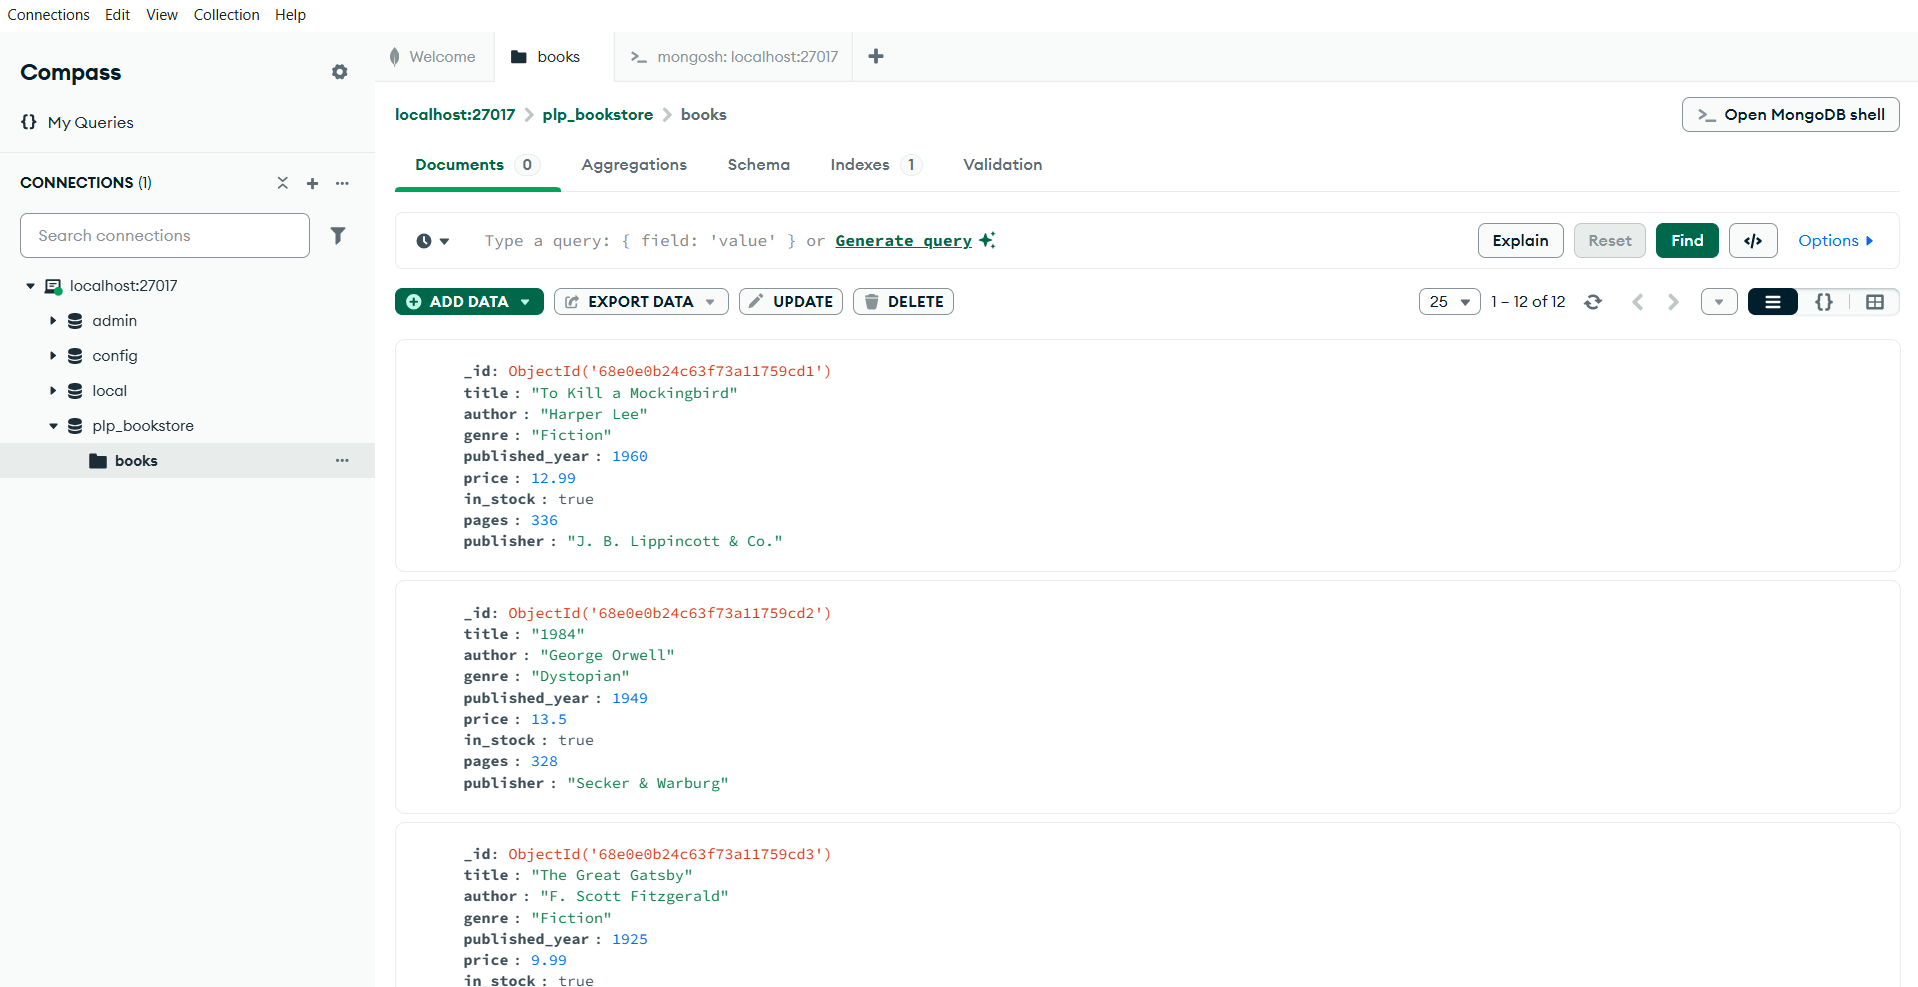 Connections Edit View Collection Help
Compass
My Queries
CONNECTIONS (1)
Search connections
localhost:27017
admin
config
local
plp_bookstore
books
Welcome books >_ mongosh: localhost:27017
localhost:27017 > plp_bookstore > books
>_ Open MongoDB shell
Documents 0 Aggregations Schema Indexes 1 Validation
Type a query: { field: 'value' } or Generate query
Explain Reset Find </> Options
ADD DATA EXPORT DATA UPDATE DELETE
25 1 – 12 of 12 {}
_id: ObjectId('68e0e0b24c63f73a11759cd1')
title : "To Kill a Mockingbird"
author : "Harper Lee"
genre : "Fiction"
published_year : 1960
price : 12.99
in_stock : true
pages : 336
publisher : "J. B. Lippincott & Co."
_id: ObjectId('68e0e0b24c63f73a11759cd2')
title : "1984"
author : "George Orwell"
genre : "Dystopian"
published_year : 1949
price : 13.5
in_stock : true
pages : 328
publisher : "Secker & Warburg"
_id: ObjectId('68e0e0b24c63f73a11759cd3')
title : "The Great Gatsby"
author : "F. Scott Fitzgerald"
genre : "Fiction"
published_year : 1925
price : 9.99
in_stock : true